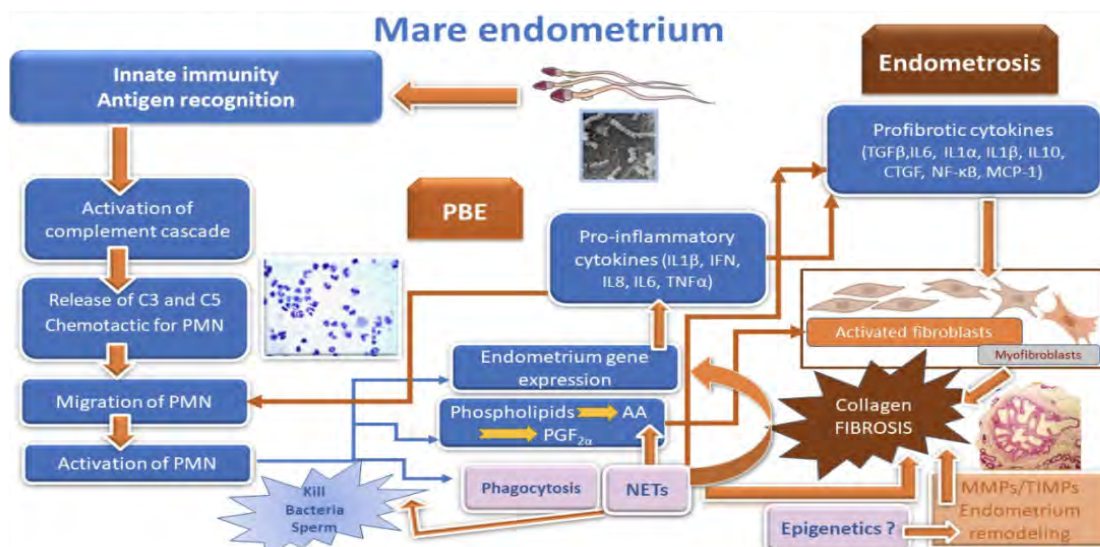 Mare endometrium
Innate immunity
Antigen recognition
Endometrosis
Profibrotic cytokines
(TGFβ,IL6, IL1α, IL1β, IL10,
CTGF, NF-κB, MCP-1)
Activation of
complement cascade
PBE
Pro-inflammatory
cytokines (IL1β, IFN,
IL8, IL6, TNFα)
Release of C3 and C5
Chemotactic for PMN
Activated fibroblasts
Myofibroblasts
Endometrium gene
expression
Migration of PMN
Phospholipids AA
PGF2α
Collagen
FIBROSIS
Activation of PMN
Phagocytosis
NETs
Kill
Bacteria
Sperm
Epigenetics ?
MMPs/TIMPs
Endometrium
remodeling